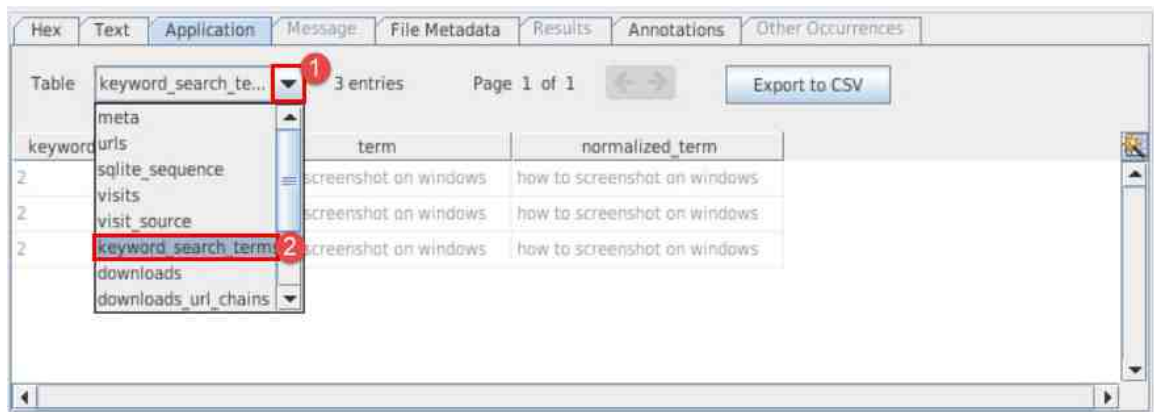 Hex Text Application Message File Metadata Results Annotations Other Occurrences
Table keyword_search_te... 1 3 entries Page 1 of 1 Export to CSV
meta
urls
sqlite_sequence
visits
visit_source
keyword_search_terms 2
downloads
downloads_url_chains
keyword term normalized_term
2 screenshot on windows how to screenshot on windows
2 screenshot on windows how to screenshot on windows
2 screenshot on windows how to screenshot on windows